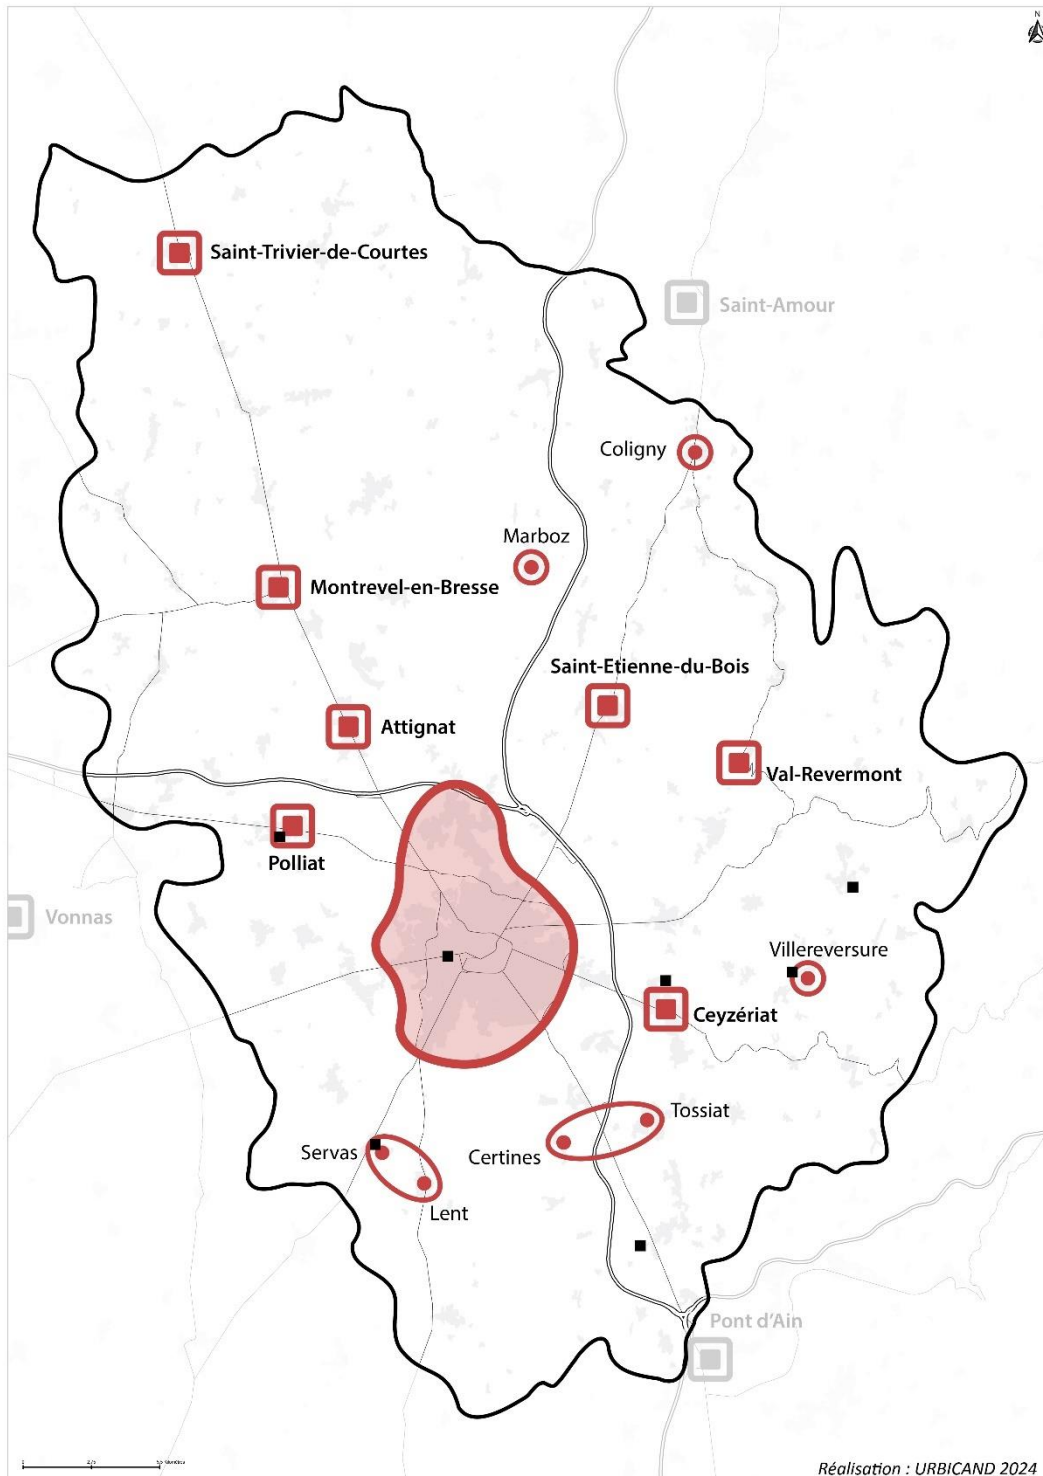 N
Saint-Trivier-de-Courtes
Saint-Amour
Coligny
Marboz
Montrevel-en-Bresse
Saint-Etienne-du-Bois
Attignat
Val-Revermont
Polliat
Vonnas
Villereversure
Ceyzériat
Tossiat
Servas
Certines
Lent
Pont d'Ain
Réalisation : URBICAND 2024